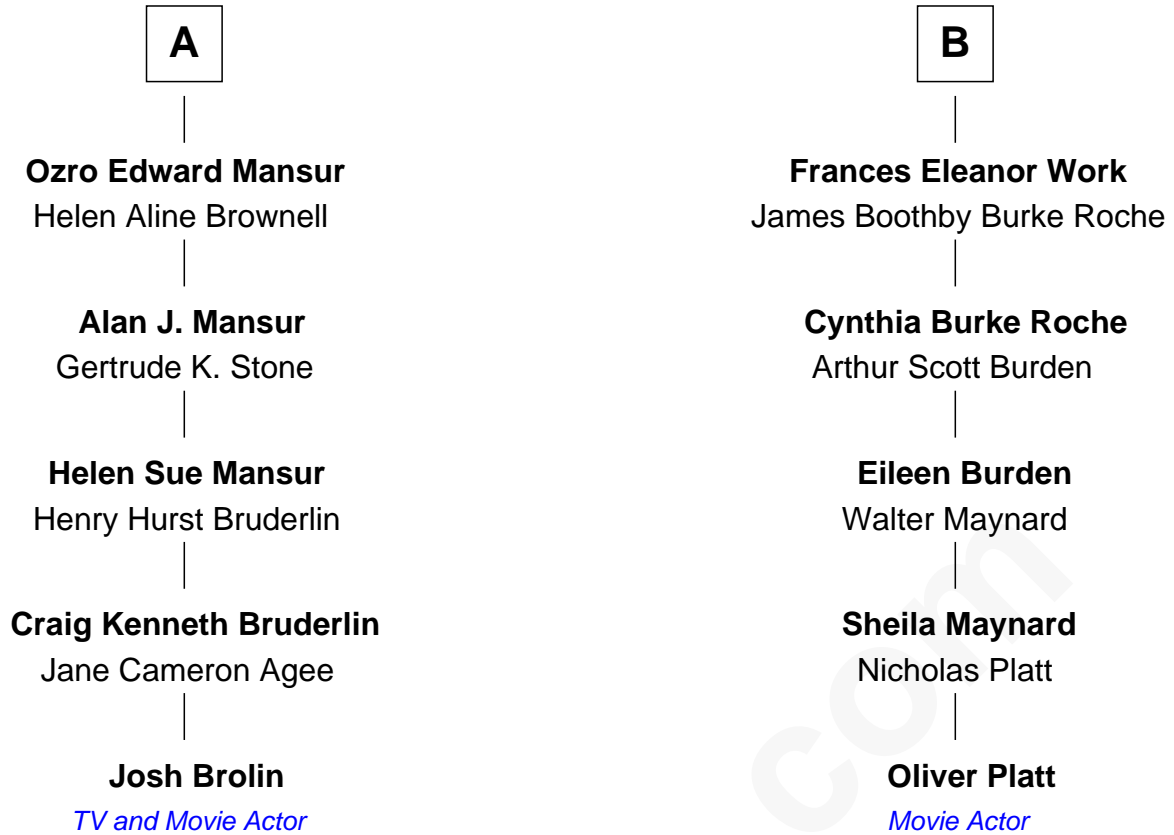 A
Ozro Edward Mansur
Helen Aline Brownell
Alan J. Mansur
Gertrude K. Stone
Helen Sue Mansur
Henry Hurst Bruderlin
Craig Kenneth Bruderlin
Jane Cameron Agee
Josh Brolin
TV and Movie Actor
B
Frances Eleanor Work
James Boothby Burke Roche
Cynthia Burke Roche
Arthur Scott Burden
Eileen Burden
Walter Maynard
Sheila Maynard
Nicholas Platt
Oliver Platt
Movie Actor
com